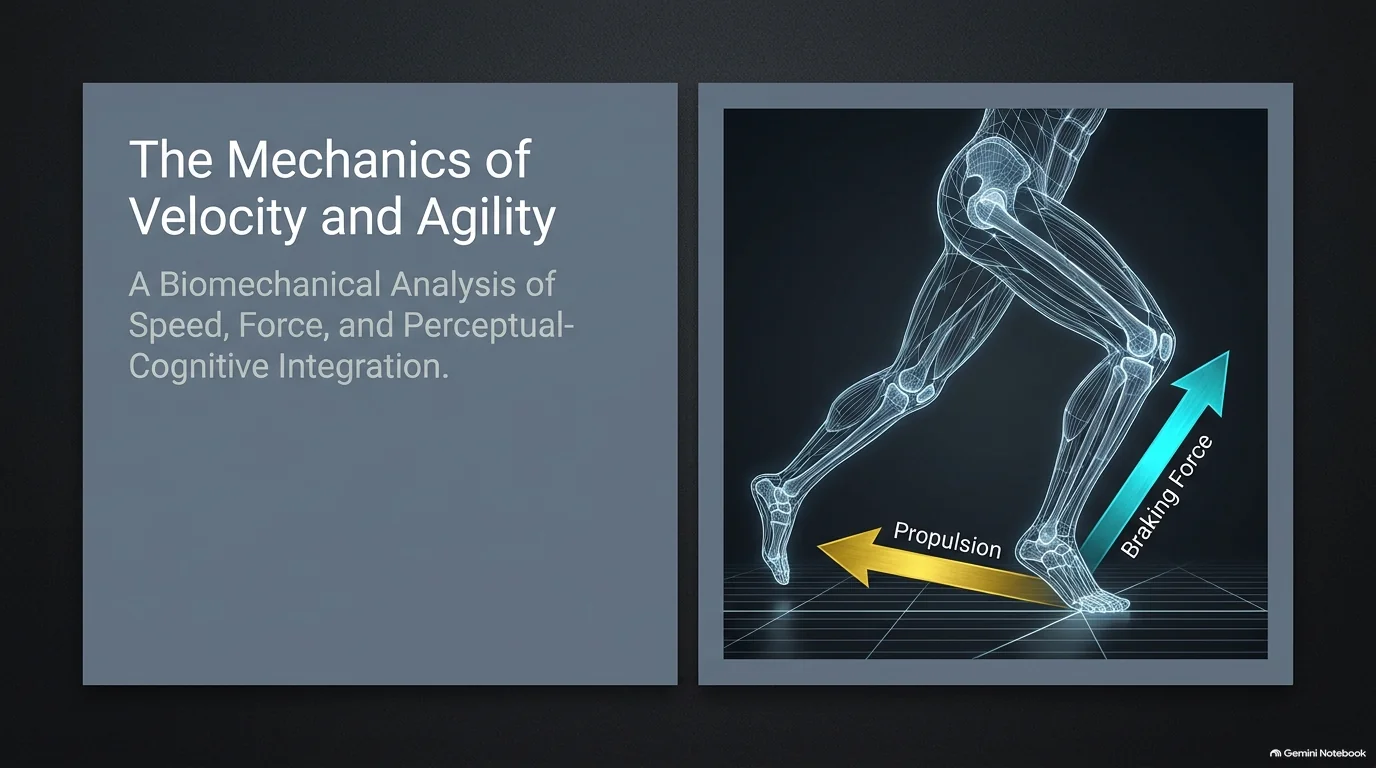 The Mechanics of
Velocity and Agility
A Biomechanical Analysis of
Speed, Force, and Perceptual-
Cognitive Integration.
Propulsion
Braking Force
Gemini Notebook